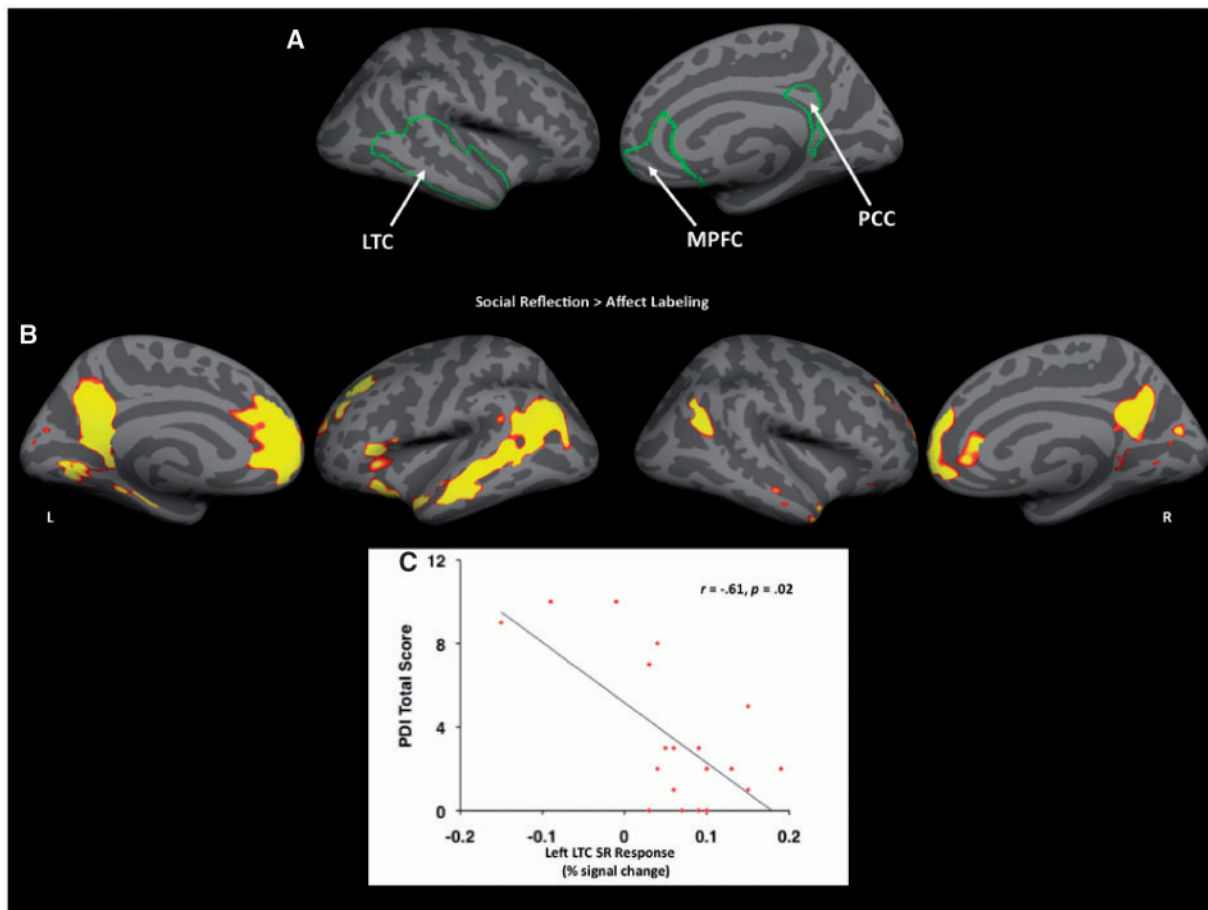 A
LTC
MPFC
PCC
Social Reflection > Affect Labeling
B
L
R
C
12
r = -.61, p = .02
8
4
0
PDI Total Score
-0.2 -0.1 0 0.1 0.2
Left LTC SR Response
(% signal change)